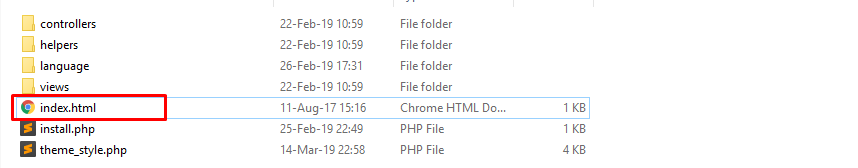 controllers 22-Feb-19 10:59 File folder
helpers 22-Feb-19 10:59 File folder
language 26-Feb-19 17:31 File folder
views 22-Feb-19 10:59 File folder
index.html 11-Aug-17 15:16 Chrome HTML Do... 1 KB
install.php 25-Feb-19 22:49 PHP File 1 KB
theme_style.php 14-Mar-19 22:58 PHP File 4 KB